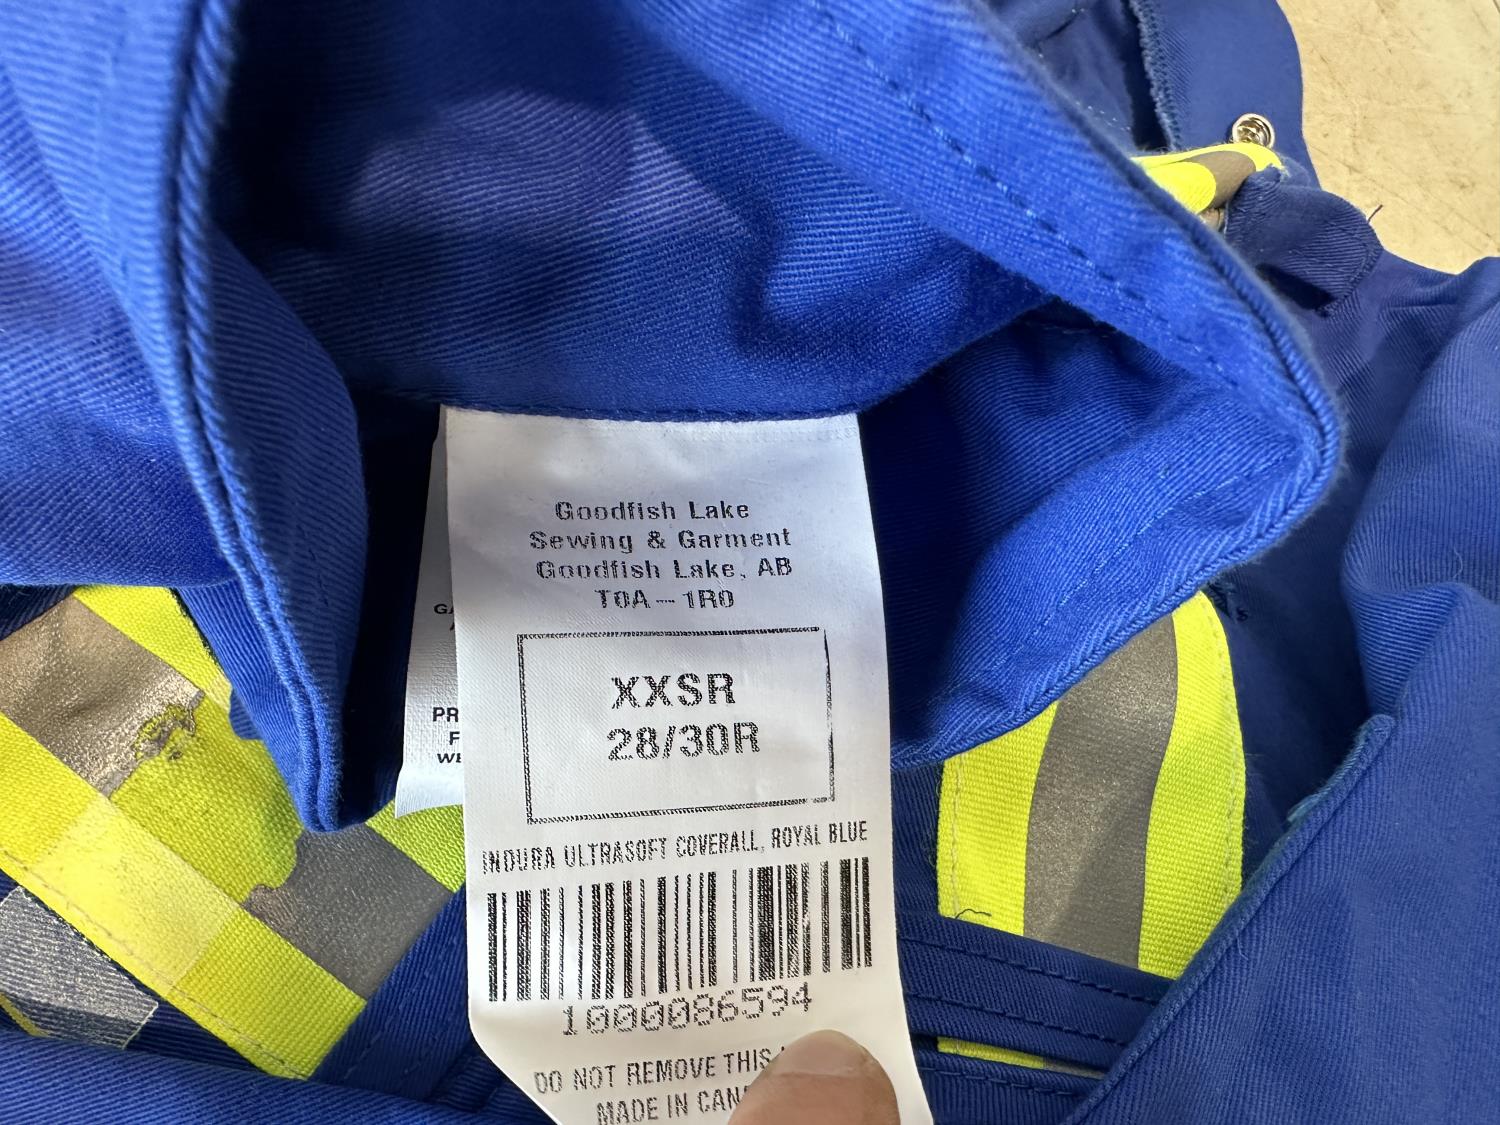 Goodfish Lake
Sewing & Garment
Goodfish Lake, AB
T0A-1R0
XXSR
28/30R
INDURA ULTRASOFT COVERALL, ROYAL BLUE
1000086594
DO NOT REMOVE THIS
MADE IN